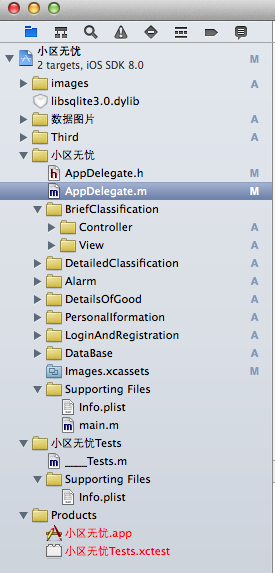 小区无忧
M
2 targets, iOS SDK 8.0
images A
libsqlite3.0.dylib
数据图片 A
Third A
小区无忧
AppDelegate.h M
AppDelegate.m M
BriefClassification
Controller A
View A
DetailedClassification A
Alarm A
DetailsOfGood A
PersonalIformation A
LoginAndRegistration A
DataBase A
Images.xcassets M
Supporting Files
Info.plist
main.m
小区无忧Tests
____Tests.m
Supporting Files
Info.plist
Products
小区无忧.app
小区无忧Tests.xctest